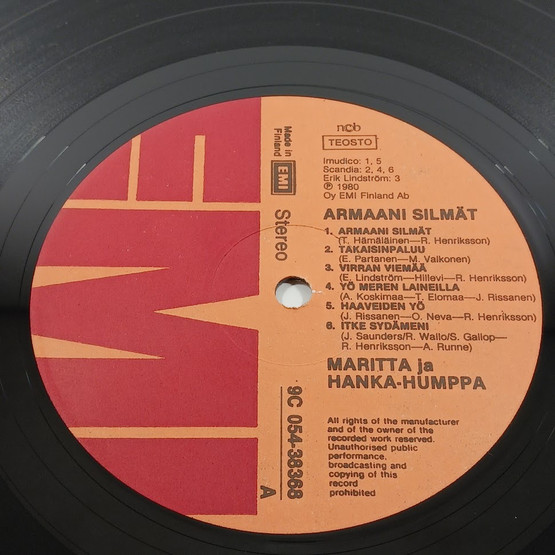 EMI
ncb
TEOSTO
Made in
Finland
EMI
Stereo
Imudico: 1, 5
Scandia: 2, 4, 6
Erik Lindström: 3
℗ 1980
Oy EMI Finland Ab
ARMAANI SILMÄT
1. ARMAANI SILMÄT
(T. Hämäläinen—R. Henriksson)
2. TAKAISINPALUU
(E. Partanen—M. Valkonen)
3. VIRRAN VIEMÄÄ
(E. Lindström—Hillevi—R. Henriksson)
4. YÖ MEREN LAINEILLA
(A. Koskimaa—T. Elomaa—J. Rissanen)
5. HAAVEIDEN YÖ
(J. Rissanen—O. Neva—R. Henriksson)
6. ITKE SYDÄMENI
(J. Saunders/R. Wallo/S. Gallop—
R. Henriksson—A. Runne)
MARITTA ja
HANKA-HUMPPA
9C 054-38368
A
All rights of the manufacturer
and of the owner of the
recorded work reserved.
Unauthorised public
performance,
broadcasting and
copying of this
record
prohibited